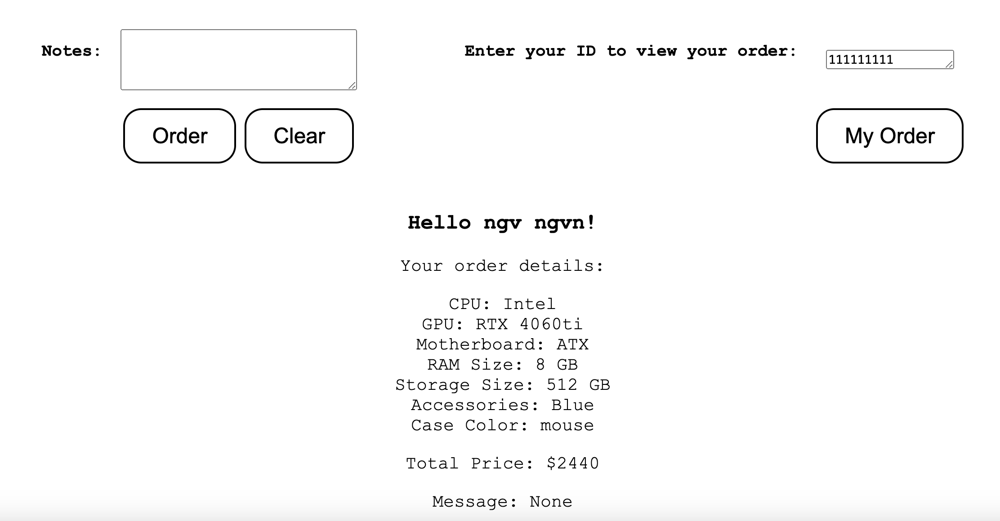 Notes:
Enter your ID to view your order:
111111111
Order
Clear
My Order
Hello ngv ngvn!
Your order details:
CPU: Intel
GPU: RTX 4060ti
Motherboard: ATX
RAM Size: 8 GB
Storage Size: 512 GB
Accessories: Blue
Case Color: mouse
Total Price: $2440
Message: None